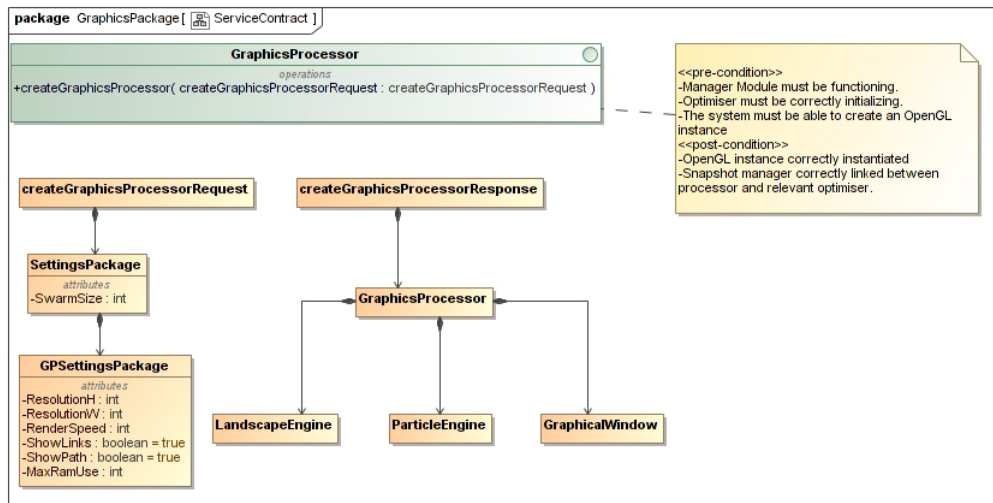 package GraphicsPackage [ ServiceContract ]
GraphicsProcessor
operations
+createGraphicsProcessor( createGraphicsProcessorRequest : createGraphicsProcessorRequest )
<<pre-condition>>
-Manager Module must be functioning.
-Optimiser must be correctly initializing.
-The system must be able to create an OpenGL
instance
<<post-condition>>
-OpenGL instance correctly instantiated
-Snapshot manager correctly linked between
processor and relevant optimiser.
createGraphicsProcessorRequest
createGraphicsProcessorResponse
SettingsPackage
attributes
-SwarmSize : int
GraphicsProcessor
GPSettingsPackage
attributes
-ResolutionH : int
-ResolutionW : int
-RenderSpeed : int
-ShowLinks : boolean = true
-ShowPath : boolean = true
-MaxRamUse : int
LandscapeEngine
ParticleEngine
GraphicalWindow